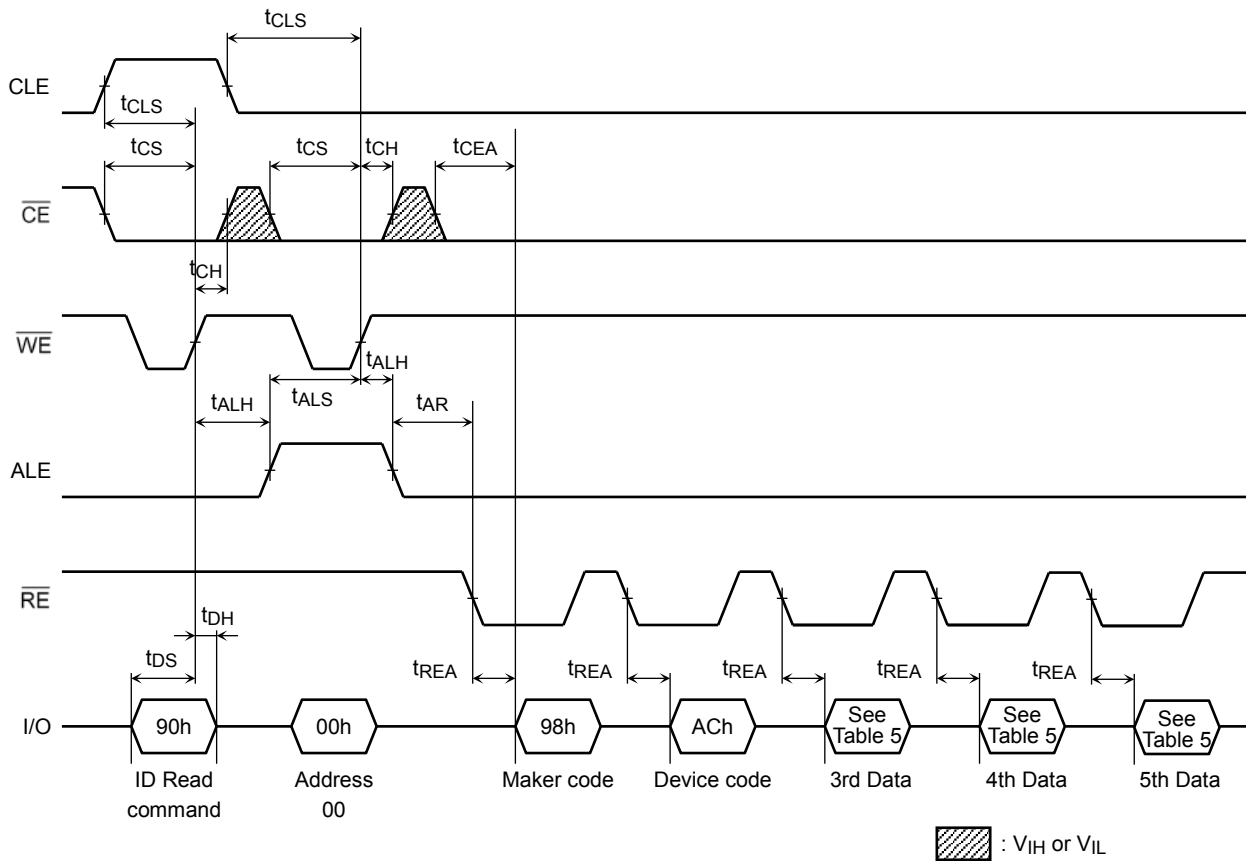 tCLS
CLE
tCLS
tCS
tCS
tCH
tCEA
CE
tCH
WE
tALH
tALH
tALS
tAR
ALE
RE
tDH
tDS
tREA
tREA
tREA
tREA
tREA
I/O
90h
00h
98h
ACh
See
Table 5
See
Table 5
See
Table 5
ID Read
command
Address
00
Maker code
Device code
3rd Data
4th Data
5th Data
: VIH or VIL